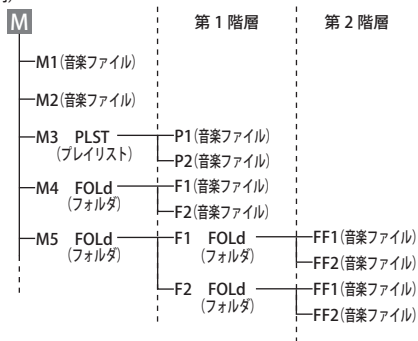 M 第1階層 第2階層
M1(音楽ファイル)
M2(音楽ファイル)
M3 PLST P1(音楽ファイル)
(プレイリスト) P2(音楽ファイル)
M4 FOLd F1(音楽ファイル)
(フォルダ) F2(音楽ファイル)
M5 FOLd F1 FOLd FF1(音楽ファイル)
(フォルダ) (フォルダ) FF2(音楽ファイル)
F2 FOLd FF1(音楽ファイル)
(フォルダ) FF2(音楽ファイル)